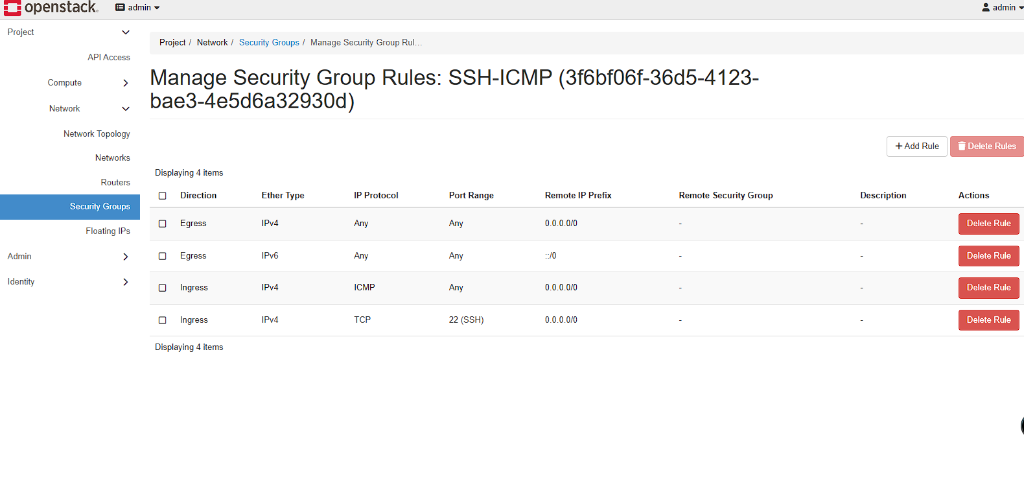 openstack. admin admin
Project
API Access
Compute
Network
Network Topology
Networks
Routers
Security Groups
Floating IPs
Admin
Identity
Project / Network / Security Groups / Manage Security Group Rul...
Manage Security Group Rules: SSH-ICMP (3f6bf06f-36d5-4123-
bae3-4e5d6a32930d)
+ Add Rule Delete Rules
Displaying 4 items
Direction Ether Type IP Protocol Port Range Remote IP Prefix Remote Security Group Description Actions
Egress IPv4 Any Any 0.0.0.0/0 - - Delete Rule
Egress IPv6 Any Any ::/0 - - Delete Rule
Ingress IPv4 ICMP Any 0.0.0.0/0 - - Delete Rule
Ingress IPv4 TCP 22 (SSH) 0.0.0.0/0 - - Delete Rule
Displaying 4 items